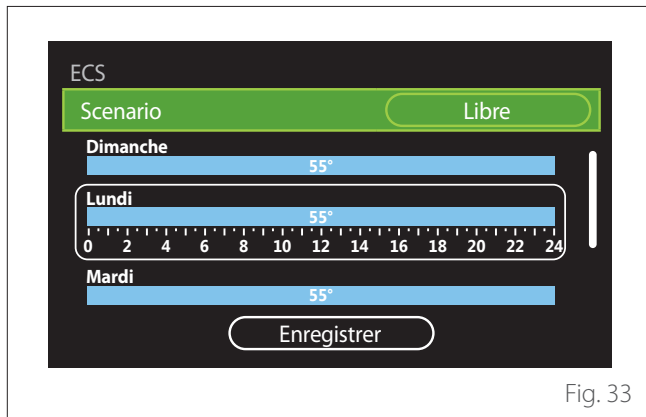 ECS
Scenario Libre
Dimanche
55°
Lundi
55°
0 2 4 6 8 10 12 14 16 18 20 22 24
Mardi
55°
Enregistrer
Fig. 33